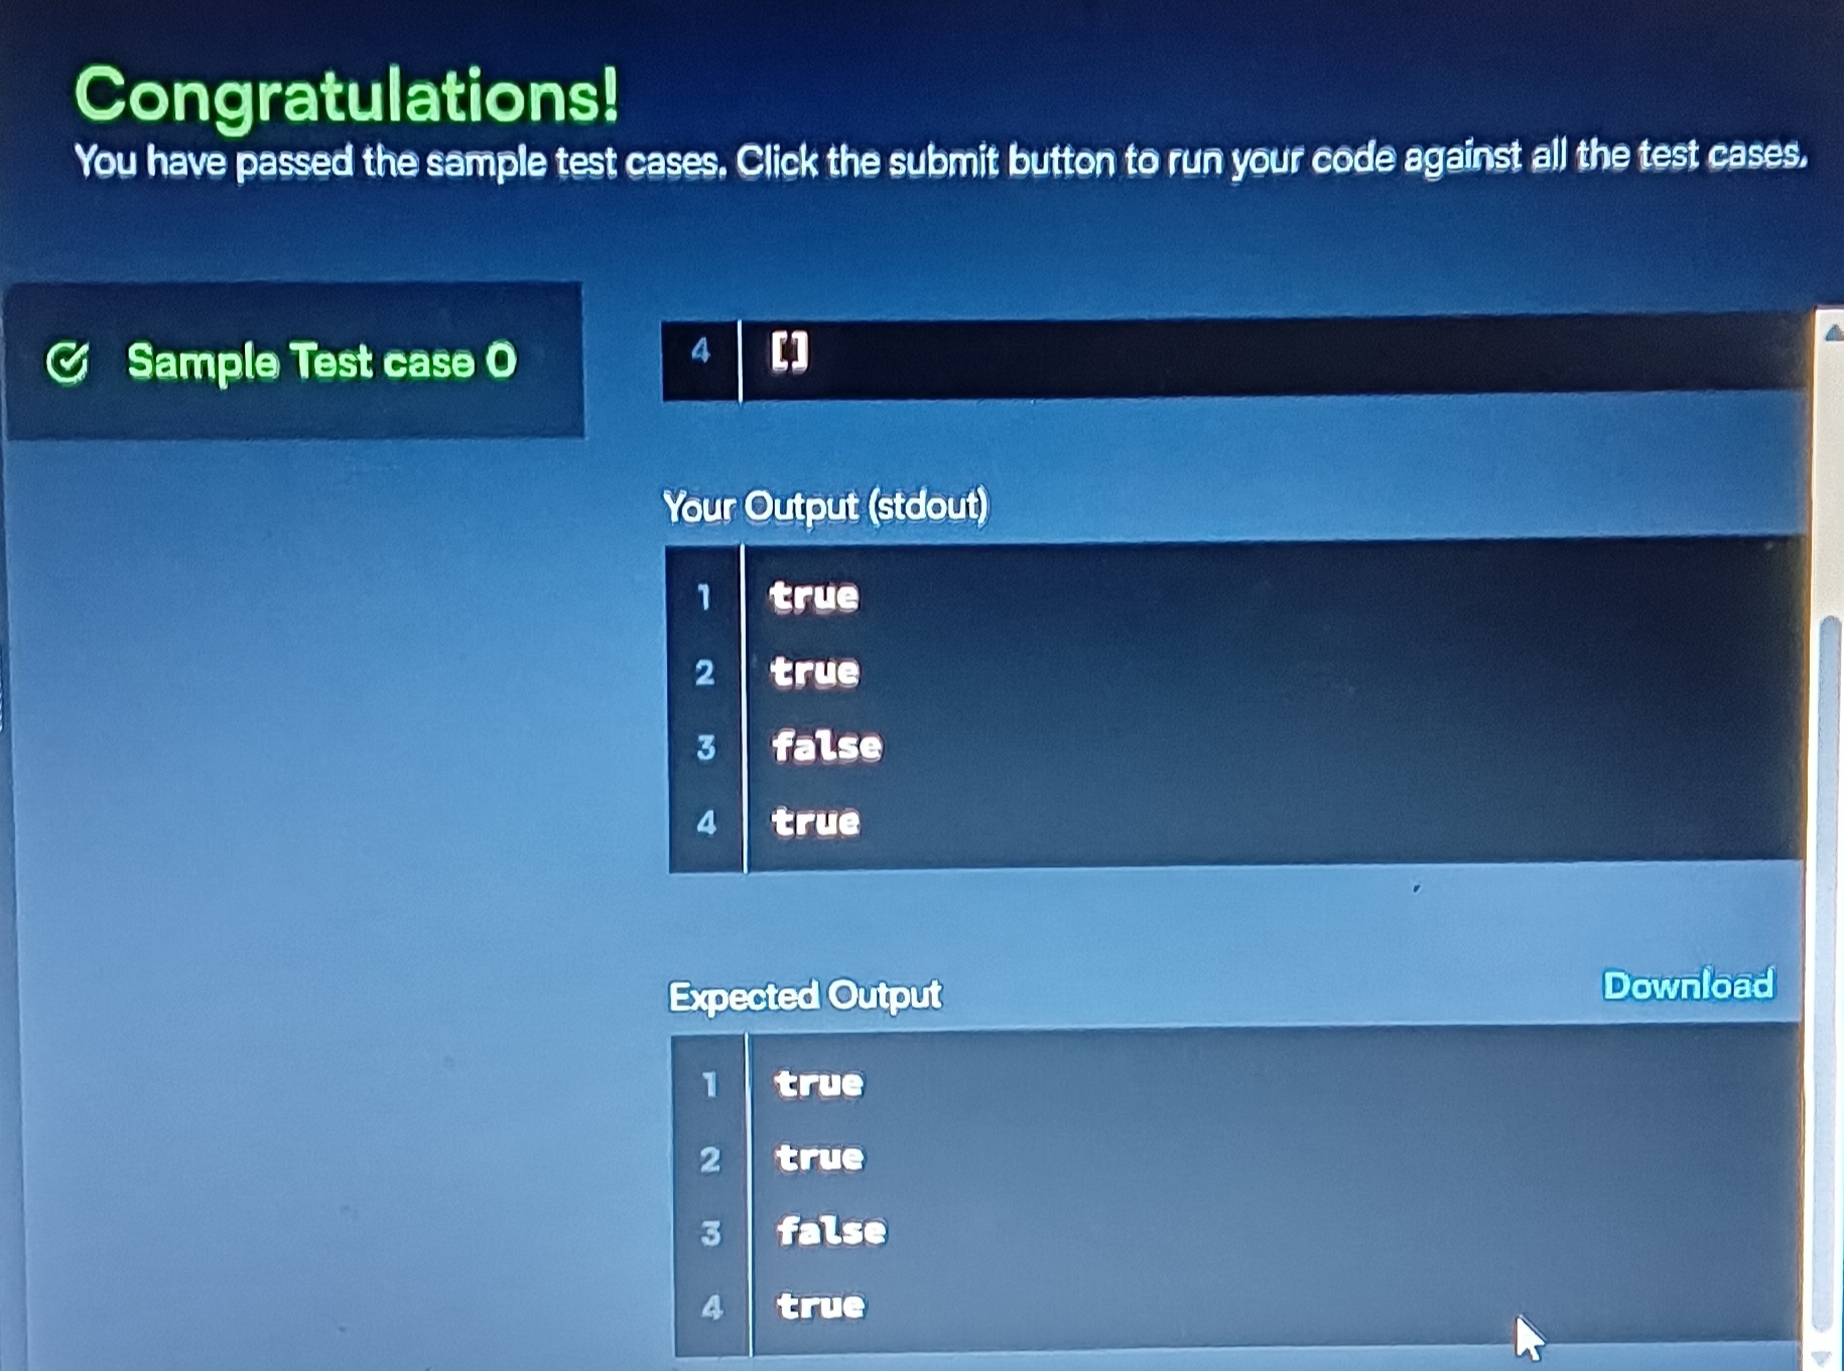 Congratulations!
You have passed the sample test cases. Click the submit button to run your code against all the test cases.
Sample Test case 0
4 []
Your Output (stdout)
1 true
2 true
3 false
4 true
Expected Output Download
1 true
2 true
3 false
4 true